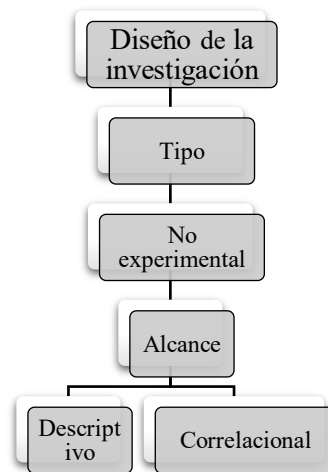 Diseño de la
investigación
Tipo
No
experimental
Alcance
Descript
ivo
Correlacional